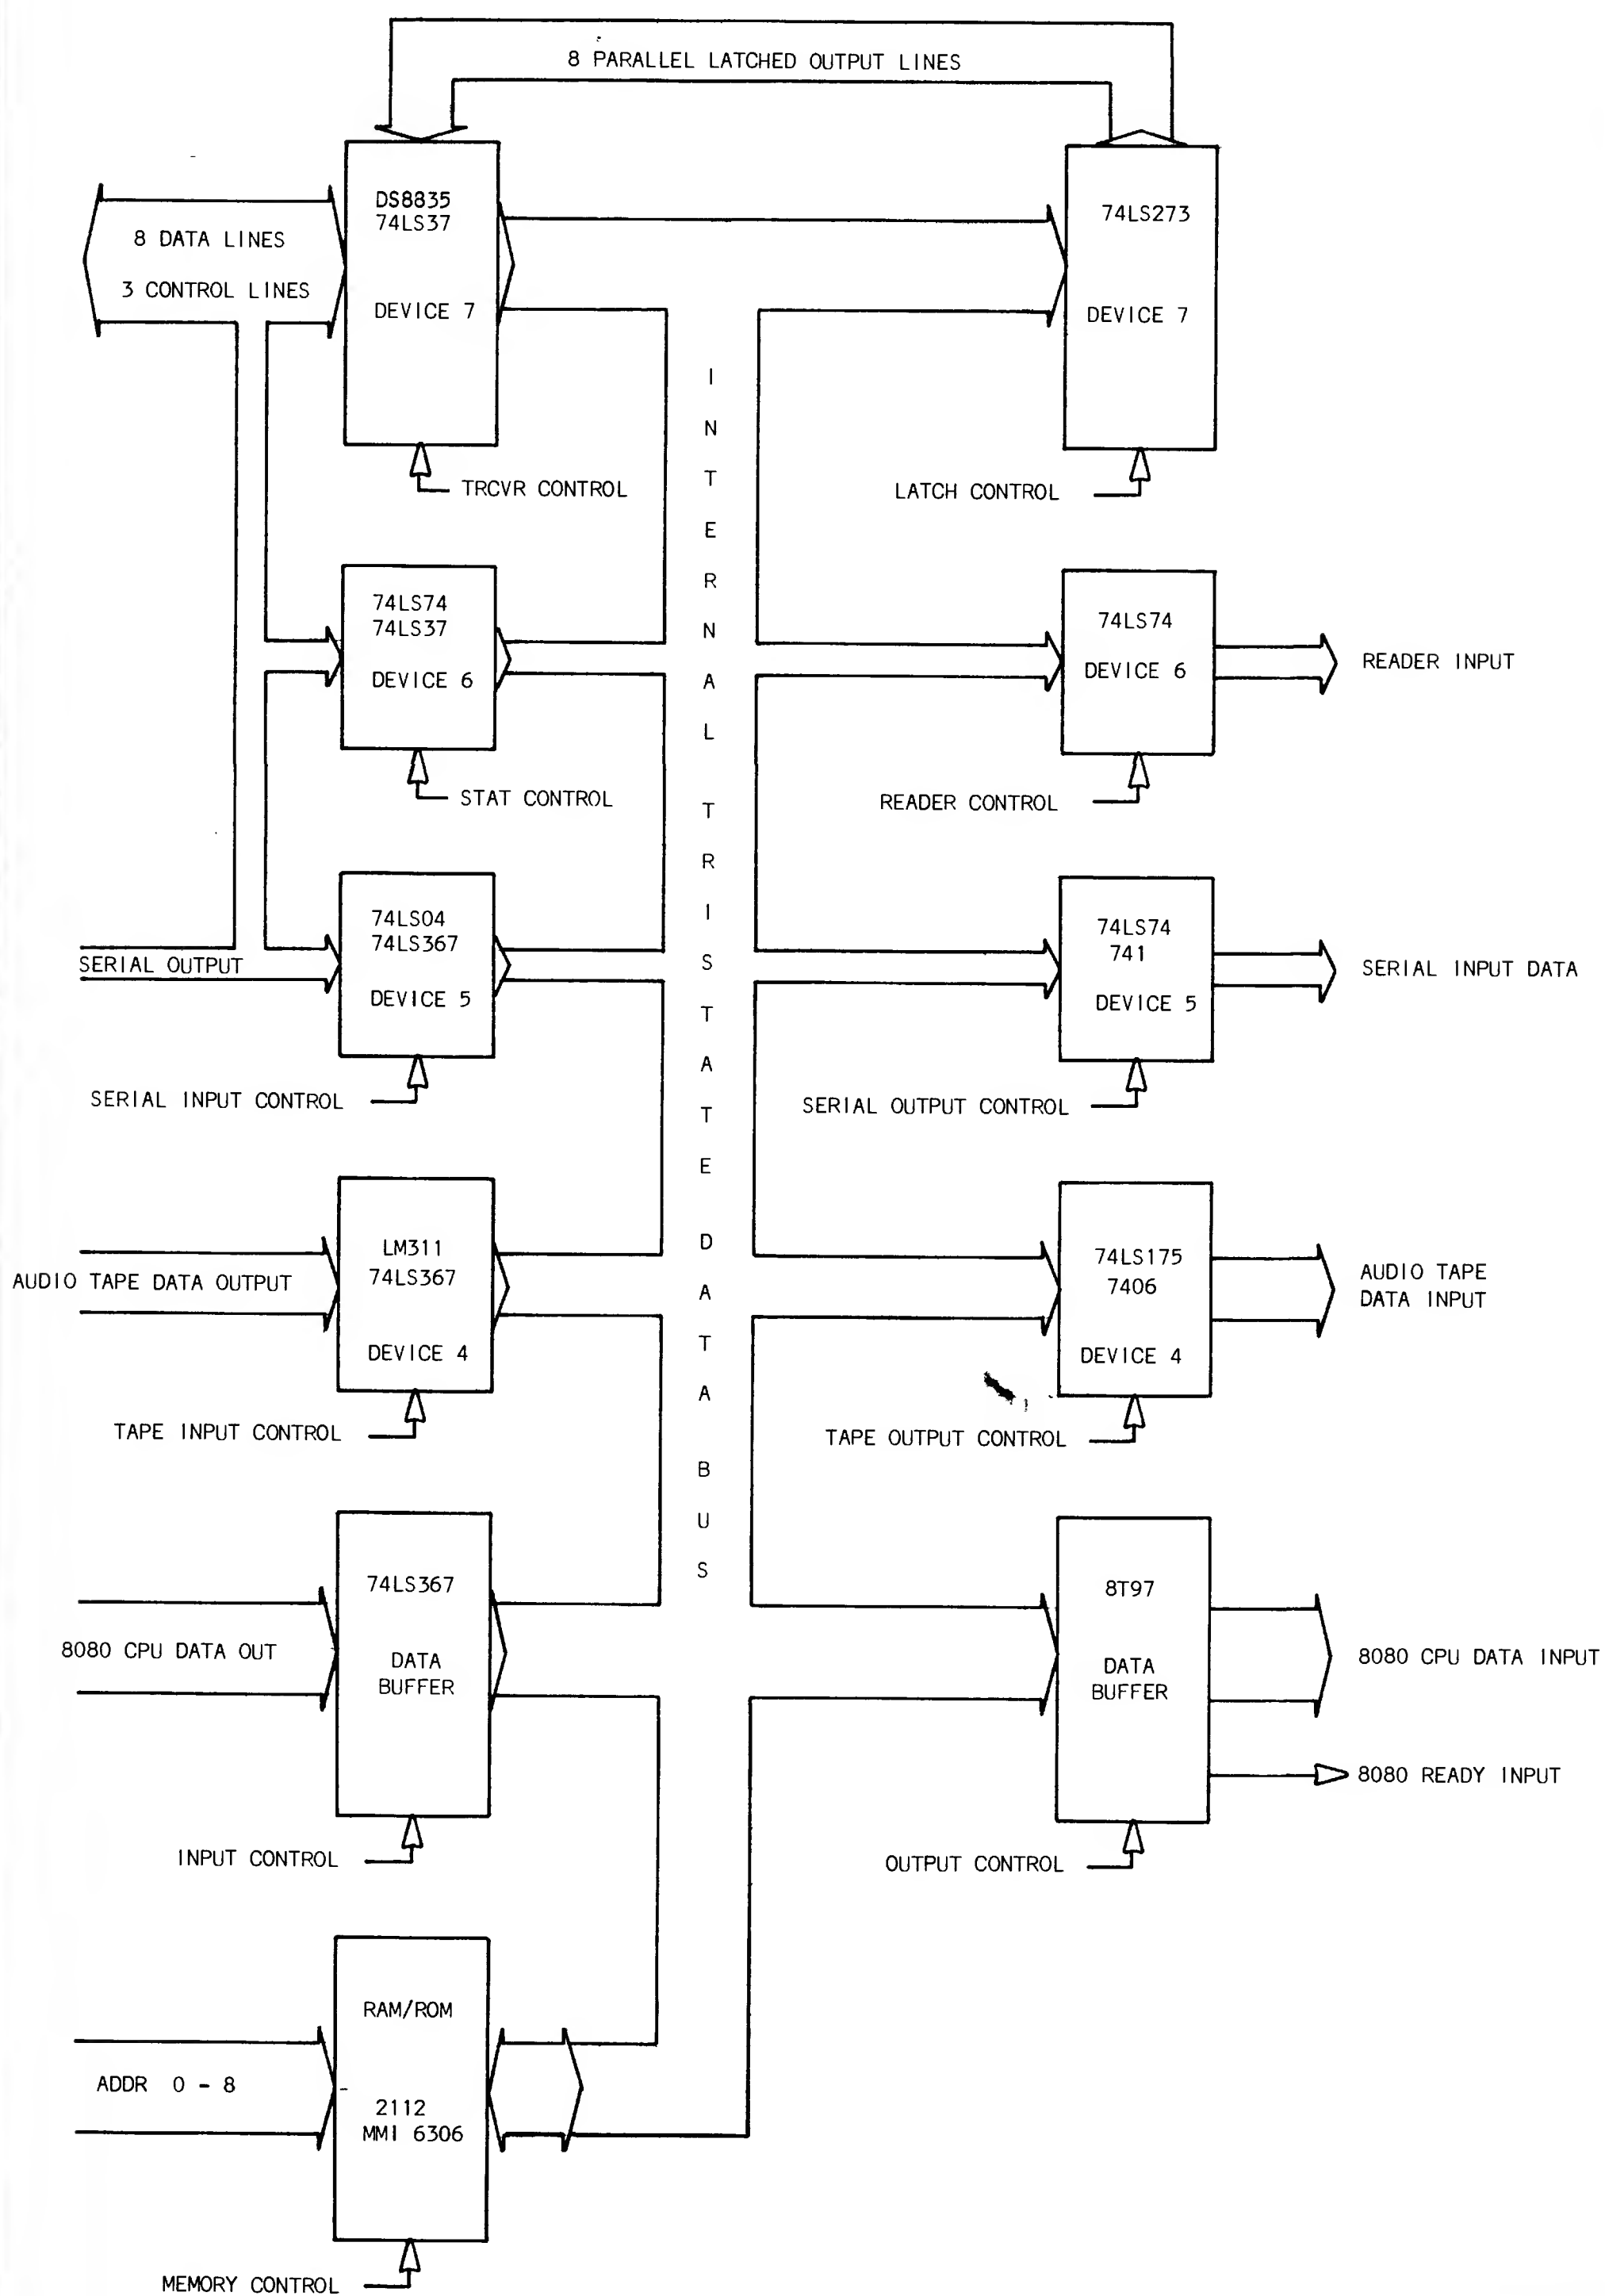 8 PARALLEL LATCHED OUTPUT LINES
DS8835
74LS37
DEVICE 7
8 DATA LINES
3 CONTROL LINES
TRCVR CONTROL
74LS273
DEVICE 7
LATCH CONTROL
INTERNAL TRISTATE DATA BUS
74LS74
74LS37
DEVICE 6
STAT CONTROL
74LS74
DEVICE 6
READER INPUT
READER CONTROL
74LS04
74LS367
DEVICE 5
SERIAL OUTPUT
SERIAL INPUT CONTROL
74LS74
741
DEVICE 5
SERIAL INPUT DATA
SERIAL OUTPUT CONTROL
LM311
74LS367
DEVICE 4
AUDIO TAPE DATA OUTPUT
TAPE INPUT CONTROL
74LS175
7406
DEVICE 4
AUDIO TAPE
DATA INPUT
TAPE OUTPUT CONTROL
74LS367
DATA
BUFFER
8080 CPU DATA OUT
INPUT CONTROL
8T97
DATA
BUFFER
8080 CPU DATA INPUT
8080 READY INPUT
OUTPUT CONTROL
RAM/ROM
2112
MMI 6306
ADDR 0 - 8
MEMORY CONTROL